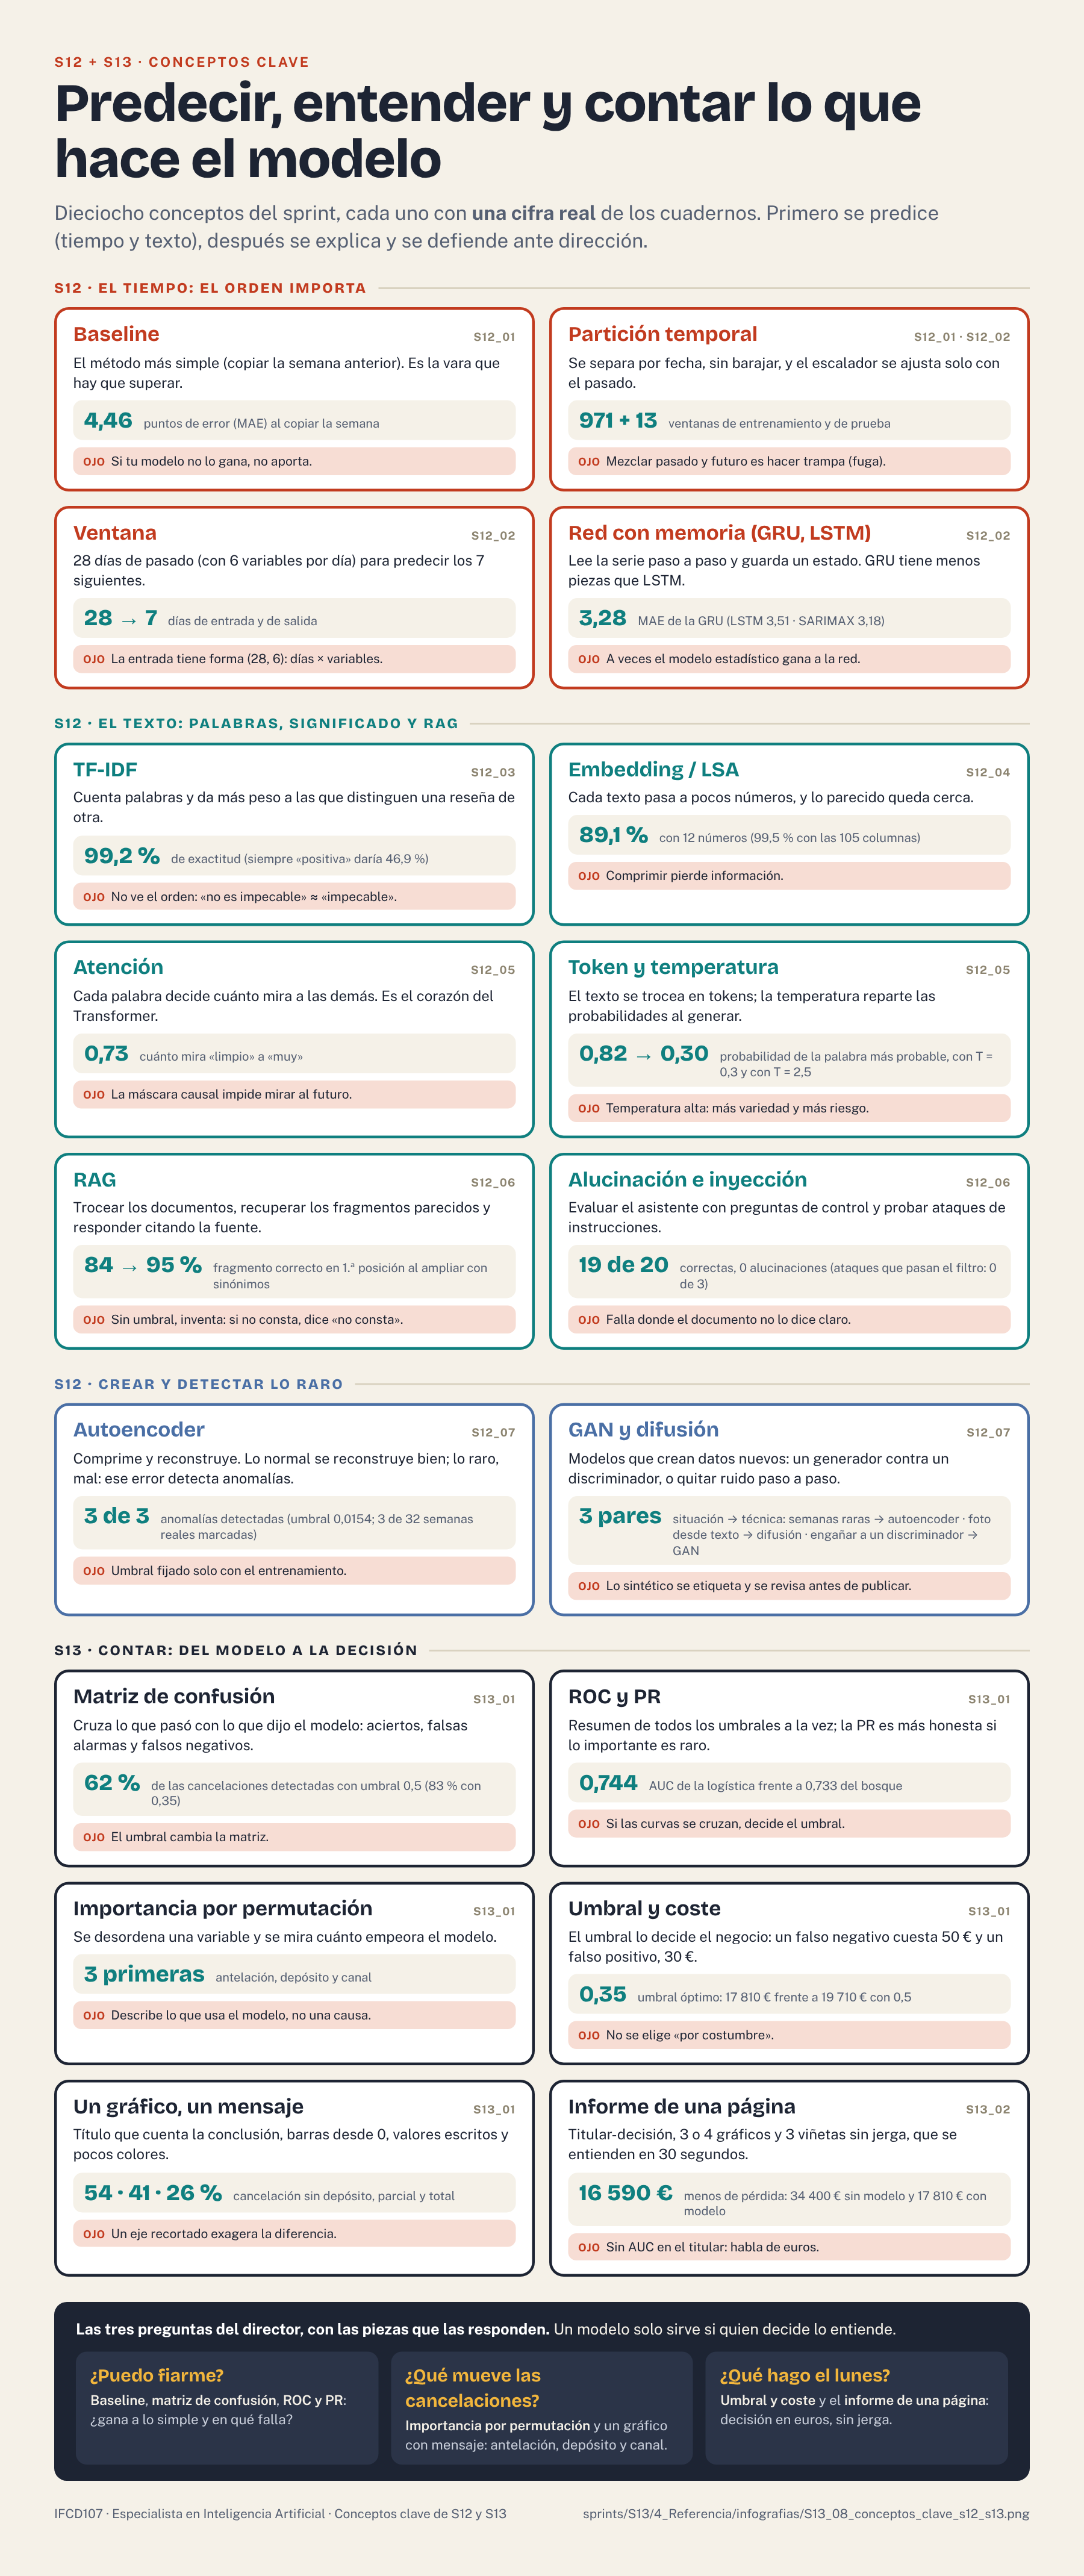 S12 + S13 · CONCEPTOS CLAVE
Predecir, entender y contar lo que
hace el modelo
Dieciocho conceptos del sprint, cada uno con una cifra real de los cuadernos. Primero se predice
(tiempo y texto), después se explica y se defiende ante dirección.
S12 · EL TIEMPO: EL ORDEN IMPORTA
Baseline S12_01
El método más simple (copiar la semana anterior). Es la vara que
hay que superar.
4,46 puntos de error (MAE) al copiar la semana
OJO Si tu modelo no lo gana, no aporta.
Partición temporal S12_01 · S12_02
Se separa por fecha, sin barajar, y el escalador se ajusta solo con
el pasado.
971 + 13 ventanas de entrenamiento y de prueba
OJO Mezclar pasado y futuro es hacer trampa (fuga).
Ventana S12_02
28 días de pasado (con 6 variables por día) para predecir los 7
siguientes.
28 → 7 días de entrada y de salida
OJO La entrada tiene forma (28, 6): días × variables.
Red con memoria (GRU, LSTM) S12_02
Lee la serie paso a paso y guarda un estado. GRU tiene menos
piezas que LSTM.
3,28 MAE de la GRU (LSTM 3,51 · SARIMAX 3,18)
OJO A veces el modelo estadístico gana a la red.
S12 · EL TEXTO: PALABRAS, SIGNIFICADO Y RAG
TF-IDF S12_03
Cuenta palabras y da más peso a las que distinguen una reseña de
otra.
99,2 % de exactitud (siempre «positiva» daría 46,9 %)
OJO No ve el orden: «no es impecable» ≈ «impecable».
Embedding / LSA S12_04
Cada texto pasa a pocos números, y lo parecido queda cerca.
89,1 % con 12 números (99,5 % con las 105 columnas)
OJO Comprimir pierde información.
Atención S12_05
Cada palabra decide cuánto mira a las demás. Es el corazón del
Transformer.
0,73 cuánto mira «limpio» a «muy»
OJO La máscara causal impide mirar al futuro.
Token y temperatura S12_05
El texto se trocea en tokens; la temperatura reparte las
probabilidades al generar.
0,82 → 0,30 probabilidad de la palabra más probable, con T =
0,3 y con T = 2,5
OJO Temperatura alta: más variedad y más riesgo.
RAG S12_06
Trocear los documentos, recuperar los fragmentos parecidos y
responder citando la fuente.
84 → 95 % fragmento correcto en 1.ª posición al ampliar con
sinónimos
OJO Sin umbral, inventa: si no consta, dice «no consta».
Alucinación e inyección S12_06
Evaluar el asistente con preguntas de control y probar ataques de
instrucciones.
19 de 20 correctas, 0 alucinaciones (ataques que pasan el filtro: 0
de 3)
OJO Falla donde el documento no lo dice claro.
S12 · CREAR Y DETECTAR LO RARO
Autoencoder S12_07
Comprime y reconstruye. Lo normal se reconstruye bien; lo raro,
mal: ese error detecta anomalías.
3 de 3 anomalías detectadas (umbral 0,0154; 3 de 32 semanas
reales marcadas)
OJO Umbral fijado solo con el entrenamiento.
GAN y difusión S12_07
Modelos que crean datos nuevos: un generador contra un
discriminador, o quitar ruido paso a paso.
3 pares situación → técnica: semanas raras → autoencoder · foto
desde texto → difusión · engañar a un discriminador →
GAN
OJO Lo sintético se etiqueta y se revisa antes de publicar.
S13 · CONTAR: DEL MODELO A LA DECISIÓN
Matriz de confusión S13_01
Cruza lo que pasó con lo que dijo el modelo: aciertos, falsas
alarmas y falsos negativos.
62 % de las cancelaciones detectadas con umbral 0,5 (83 % con
0,35)
OJO El umbral cambia la matriz.
ROC y PR S13_01
Resumen de todos los umbrales a la vez; la PR es más honesta si
lo importante es raro.
0,744 AUC de la logística frente a 0,733 del bosque
OJO Si las curvas se cruzan, decide el umbral.
Importancia por permutación S13_01
Se desordena una variable y se mira cuánto empeora el modelo.
3 primeras antelación, depósito y canal
OJO Describe lo que usa el modelo, no una causa.
Umbral y coste S13_01
El umbral lo decide el negocio: un falso negativo cuesta 50 € y un
falso positivo, 30 €.
0,35 umbral óptimo: 17 810 € frente a 19 710 € con 0,5
OJO No se elige «por costumbre».
Un gráfico, un mensaje S13_01
Título que cuenta la conclusión, barras desde 0, valores escritos y
pocos colores.
54 · 41 · 26 % cancelación sin depósito, parcial y total
OJO Un eje recortado exagera la diferencia.
Informe de una página S13_02
Titular-decisión, 3 o 4 gráficos y 3 viñetas sin jerga, que se
entienden en 30 segundos.
16 590 € menos de pérdida: 34 400 € sin modelo y 17 810 € con
modelo
OJO Sin AUC en el titular: habla de euros.
Las tres preguntas del director, con las piezas que las responden. Un modelo solo sirve si quien decide lo entiende.
¿Puedo fiarme?
Baseline, matriz de confusión, ROC y PR:
¿gana a lo simple y en qué falla?
¿Qué mueve las
cancelaciones?
Importancia por permutación y un gráfico
con mensaje: antelación, depósito y canal.
¿Qué hago el lunes?
Umbral y coste y el informe de una página:
decisión en euros, sin jerga.
IFCD107 · Especialista en Inteligencia Artificial · Conceptos clave de S12 y S13
sprints/S13/4_Referencia/infografias/S13_08_conceptos_clave_s12_s13.png